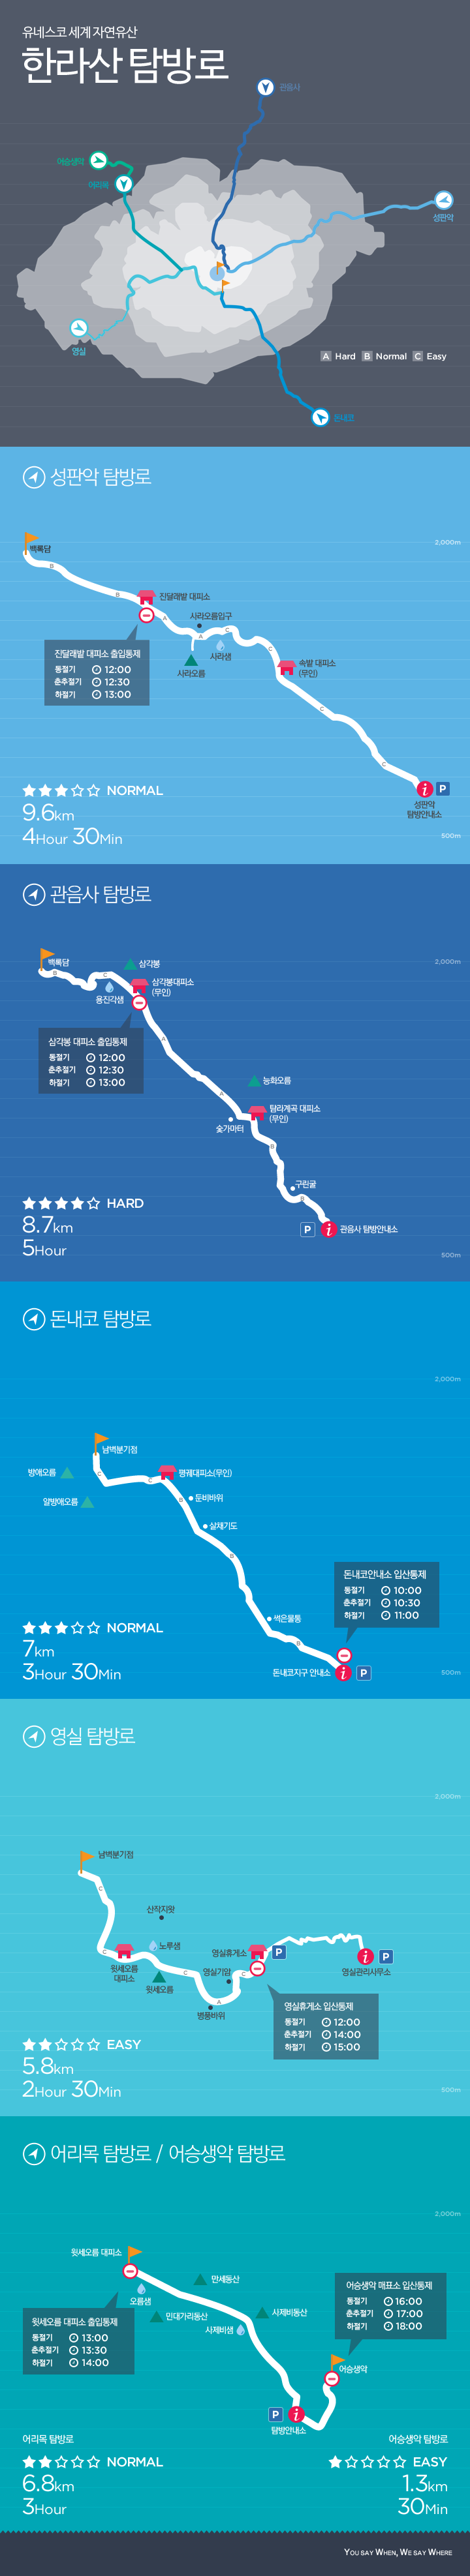 유네스코 세계 자연유산
한라산 탐방로
관음사
어승생악
어리목
성판악
영실
A Hard B Normal C Easy
돈내코
성판악 탐방로
2,000m
백록담
B
B
진달래밭 대피소
A
사라오름입구
A
C
사라샘
사라오름
C
속밭 대피소
(무인)
진달래밭 대피소 입출통제
동절기 12:00
춘추절기 12:30
하절기 13:00
C
C
NORMAL
9.6km
4Hour 30Min
P
성판악
탐방안내소
500m
관음사 탐방로
2,000m
백록담
B
C
삼각봉
용진각샘
삼각봉대피소
(무인)
삼각봉 대피소 출입통제
동절기 12:00
춘추절기 12:30
하절기 13:00
A
A
능화오름
탐라계곡 대피소
(무인)
숯가마터
B
구린굴
B
HARD
8.7km
5Hour
P
관음사 탐방안내소
500m
돈내코 탐방로
2,000m
남벽분기점
방애오름
C
C
평궤대피소(무인)
알방애오름
B
둔비바위
살채기도
B
돈내코안내소 입산통제
동절기 10:00
춘추절기 10:30
하절기 11:00
썩은물통
B
NORMAL
7km
3Hour 30Min
돈내코지구 안내소
P
500m
영실 탐방로
2,000m
남벽분기점
C
산작지왓
C
노루샘
윗세오름
대피소
윗세오름
C
영실휴게소
P
영실기암
C
A
병풍바위
P
영실관리사무소
영실휴게소 입산통제
동절기 12:00
춘추절기 14:00
하절기 15:00
EASY
5.8km
2Hour 30Min
500m
어리목 탐방로 / 어승생악 탐방로
2,000m
윗세오름 대피소
오름샘
만세동산
민대가리동산
사제비동산
사제비샘
윗세오름 대피소 출입통제
동절기 13:00
춘추절기 13:30
하절기 14:00
어승생악 매표소 입산통제
동절기 16:00
춘추절기 17:00
하절기 18:00
어승생악
P
탐방안내소
어리목 탐방로
NORMAL
6.8km
3Hour
어승생악 탐방로
EASY
1.3km
30Min
YOU SAY WHEN, WE SAY WHERE